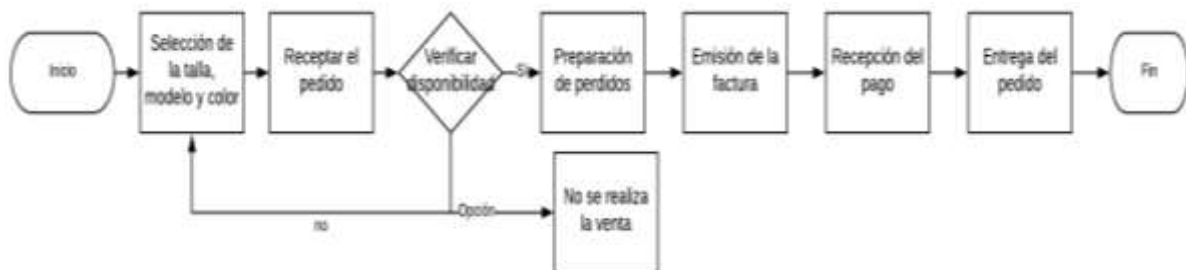 Inicio
Selección de
la talla,
modelo y color
Receptar el
pedido
Verificar
disponibilidad
Si
Preparación
de perdidos
Emisión de la
factura
Recepción del
pago
Entrega del
pedido
Fin
no
Opción
No se realiza
la venta